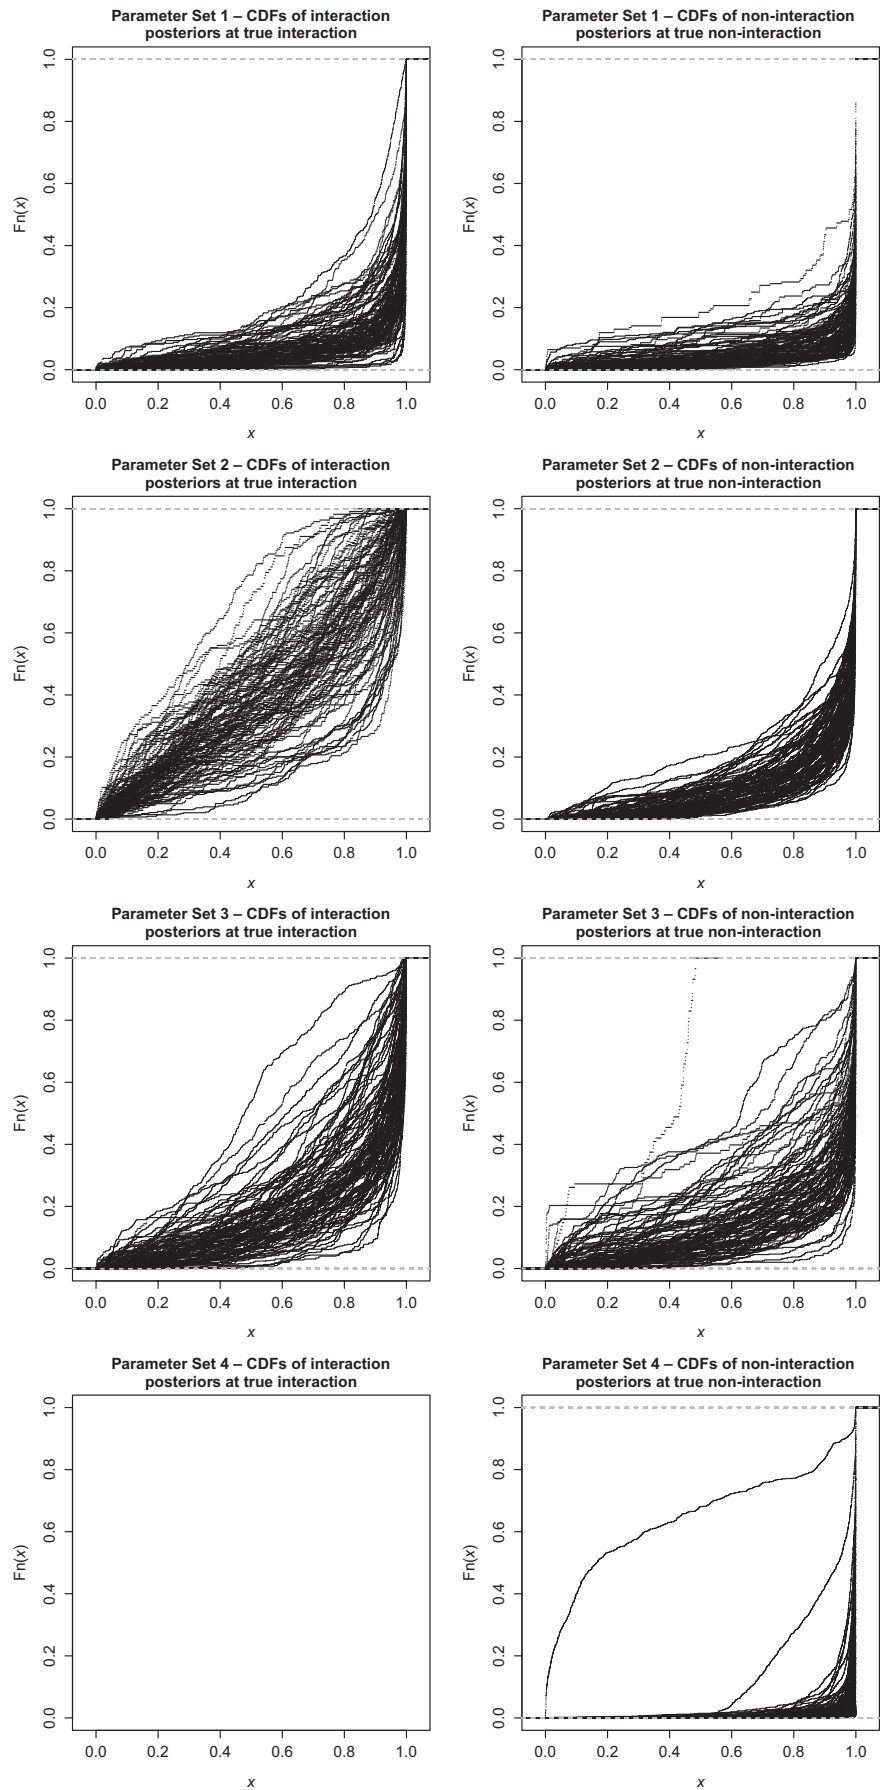 Parameter Set 1 – CDFs of interaction
posteriors at true interaction
Fn(x)
1.0
0.8
0.6
0.4
0.2
0.0
0.0 0.2 0.4 0.6 0.8 1.0
x
Parameter Set 1 – CDFs of non-interaction
posteriors at true non-interaction
Fn(x)
1.0
0.8
0.6
0.4
0.2
0.0
0.0 0.2 0.4 0.6 0.8 1.0
x
Parameter Set 2 – CDFs of interaction
posteriors at true interaction
Fn(x)
1.0
0.8
0.6
0.4
0.2
0.0
0.0 0.2 0.4 0.6 0.8 1.0
x
Parameter Set 2 – CDFs of non-interaction
posteriors at true non-interaction
Fn(x)
1.0
0.8
0.6
0.4
0.2
0.0
0.0 0.2 0.4 0.6 0.8 1.0
x
Parameter Set 3 – CDFs of interaction
posteriors at true interaction
Fn(x)
1.0
0.8
0.6
0.4
0.2
0.0
0.0 0.2 0.4 0.6 0.8 1.0
x
Parameter Set 3 – CDFs of non-interaction
posteriors at true non-interaction
Fn(x)
1.0
0.8
0.6
0.4
0.2
0.0
0.0 0.2 0.4 0.6 0.8 1.0
x
Parameter Set 4 – CDFs of interaction
posteriors at true interaction
Fn(x)
1.0
0.8
0.6
0.4
0.2
0.0
0.0 0.2 0.4 0.6 0.8 1.0
x
Parameter Set 4 – CDFs of non-interaction
posteriors at true non-interaction
Fn(x)
1.0
0.8
0.6
0.4
0.2
0.0
0.0 0.2 0.4 0.6 0.8 1.0
x